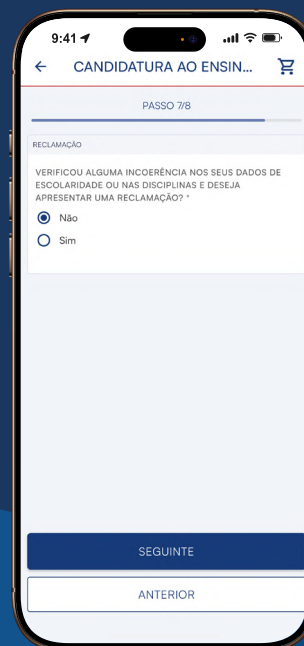 9:41
CANDIDATURA AO ENSIN...
PASSO 7/8
RECLAMAÇÃO
VERIFICOU ALGUMA INCOERÊNCIA NOS SEUS DADOS DE
ESCOLARIDADE OU NAS DISCIPLINAS E DESEJA
APRESENTAR UMA RECLAMAÇÃO? *
Não
Sim
SEGUINTE
ANTERIOR